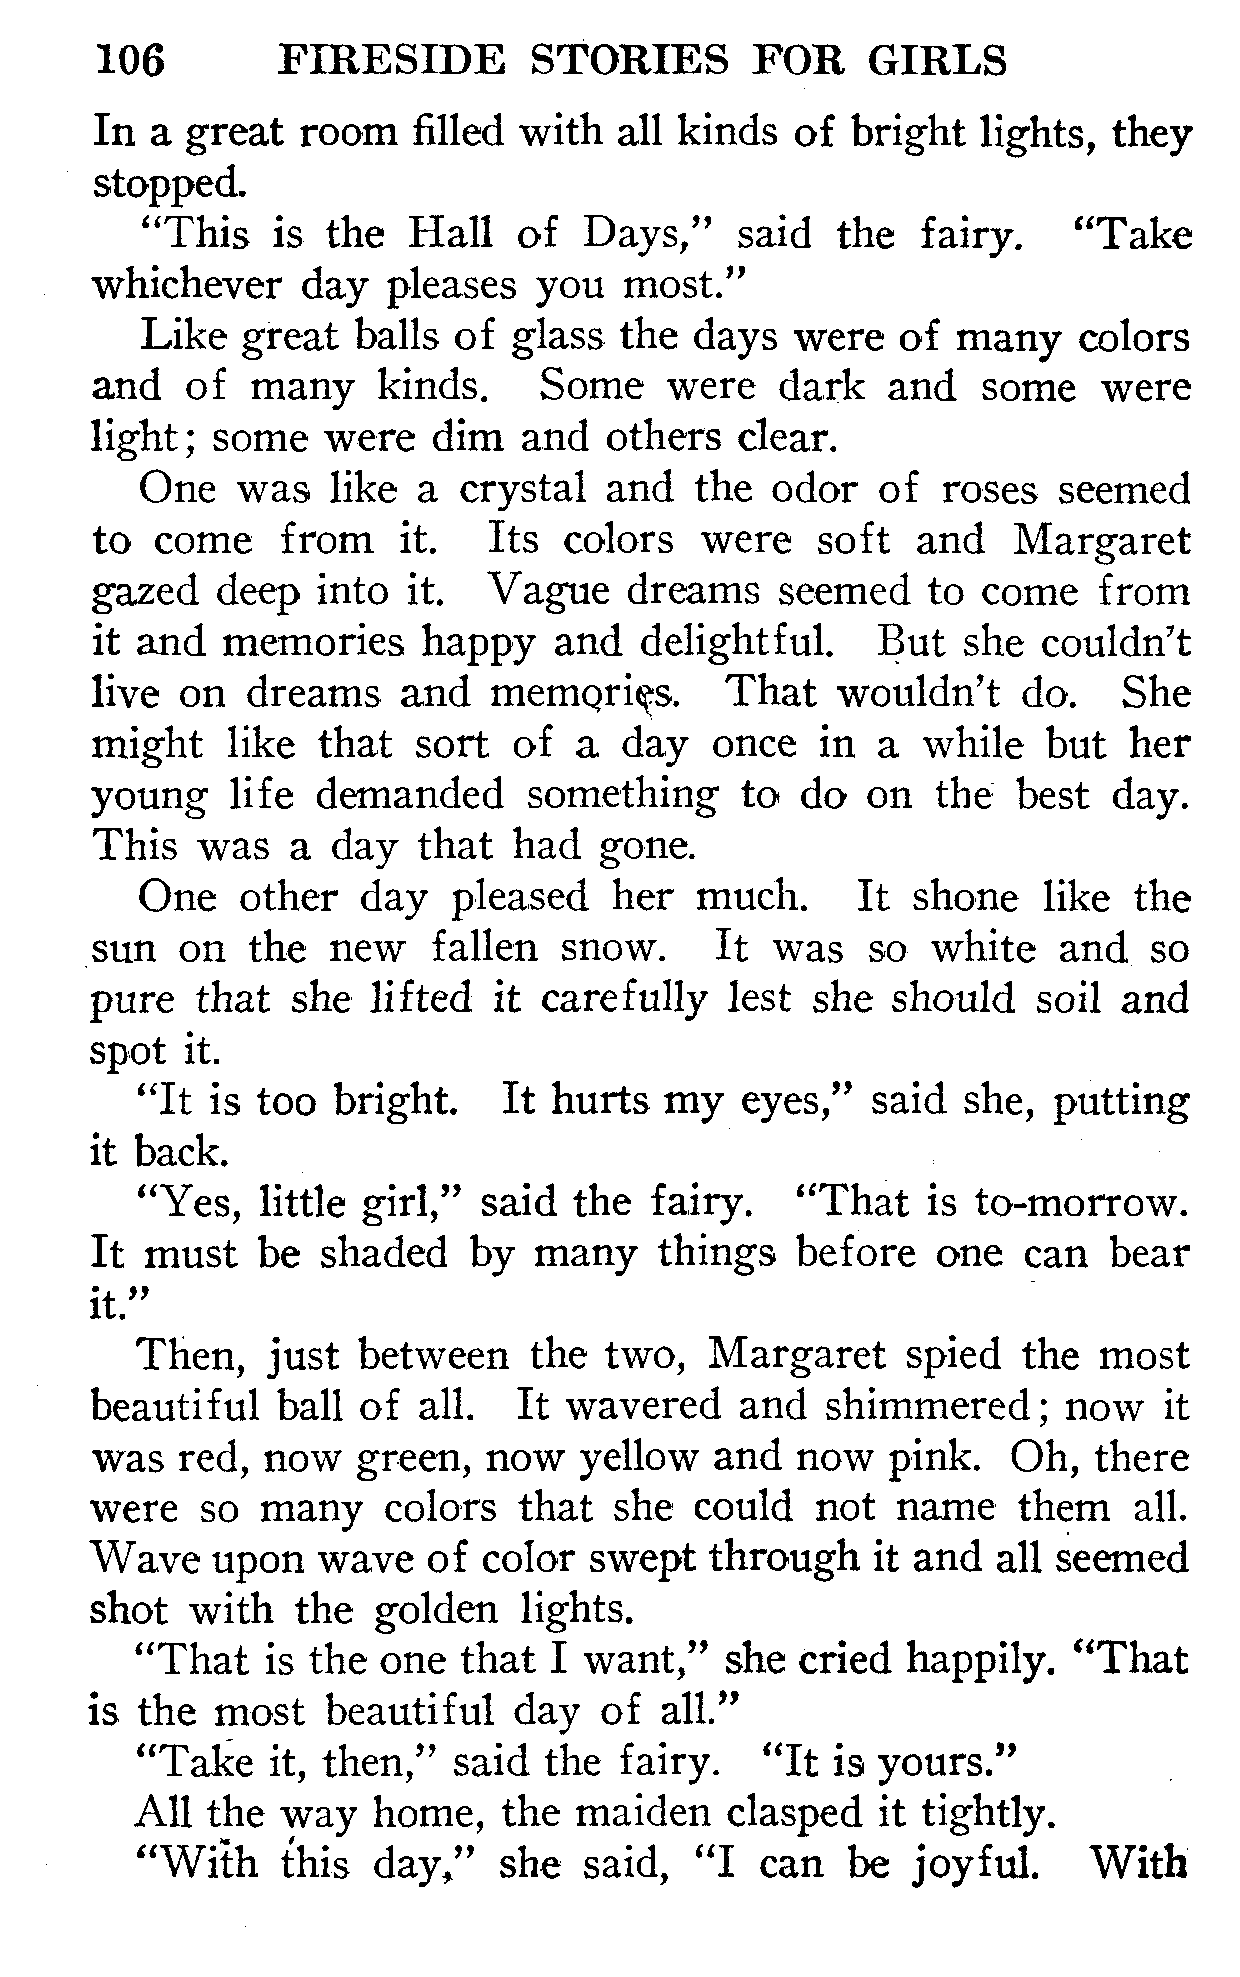 106 FIRESIDE STORIES FOR GIRLS
In a great room filled with all kinds of bright lights, they
stopped.
“This is the Hall of Days,” said the fairy. “Take
whichever day pleases you most.”
Like great balls of glass the days were of many colors
and of many kinds. Some were dark and some were
light; some were dim and others clear.
One was like a crystal and the odor of roses seemed
to come from it. Its colors were soft and Margaret
gazed deep into it. Vague dreams seemed to come from
it and memories happy and delightful. But she couldn’t
live on dreams and memories. That wouldn’t do. She
might like that sort of a day once in a while but her
young life demanded something to do on the best day.
This was a day that had gone.
One other day pleased her much. It shone like the
sun on the new fallen snow. It was so white and so
pure that she lifted it carefully lest she should soil and
spot it.
“It is too bright. It hurts my eyes,” said she, putting
it back.
“Yes, little girl,” said the fairy. “That is to-morrow.
It must be shaded by many things before one can bear
it.”
Then, just between the two, Margaret spied the most
beautiful ball of all. It wavered and shimmered; now it
was red, now green, now yellow and now pink. Oh, there
were so many colors that she could not name them all.
Wave upon wave of color swept through it and all seemed
shot with the golden lights.
“That is the one that I want,” she cried happily. “That
is the most beautiful day of all.”
“Take it, then,” said the fairy. “It is yours.”
All the way home, the maiden clasped it tightly.
“With this day,” she said, “I can be joyful. With